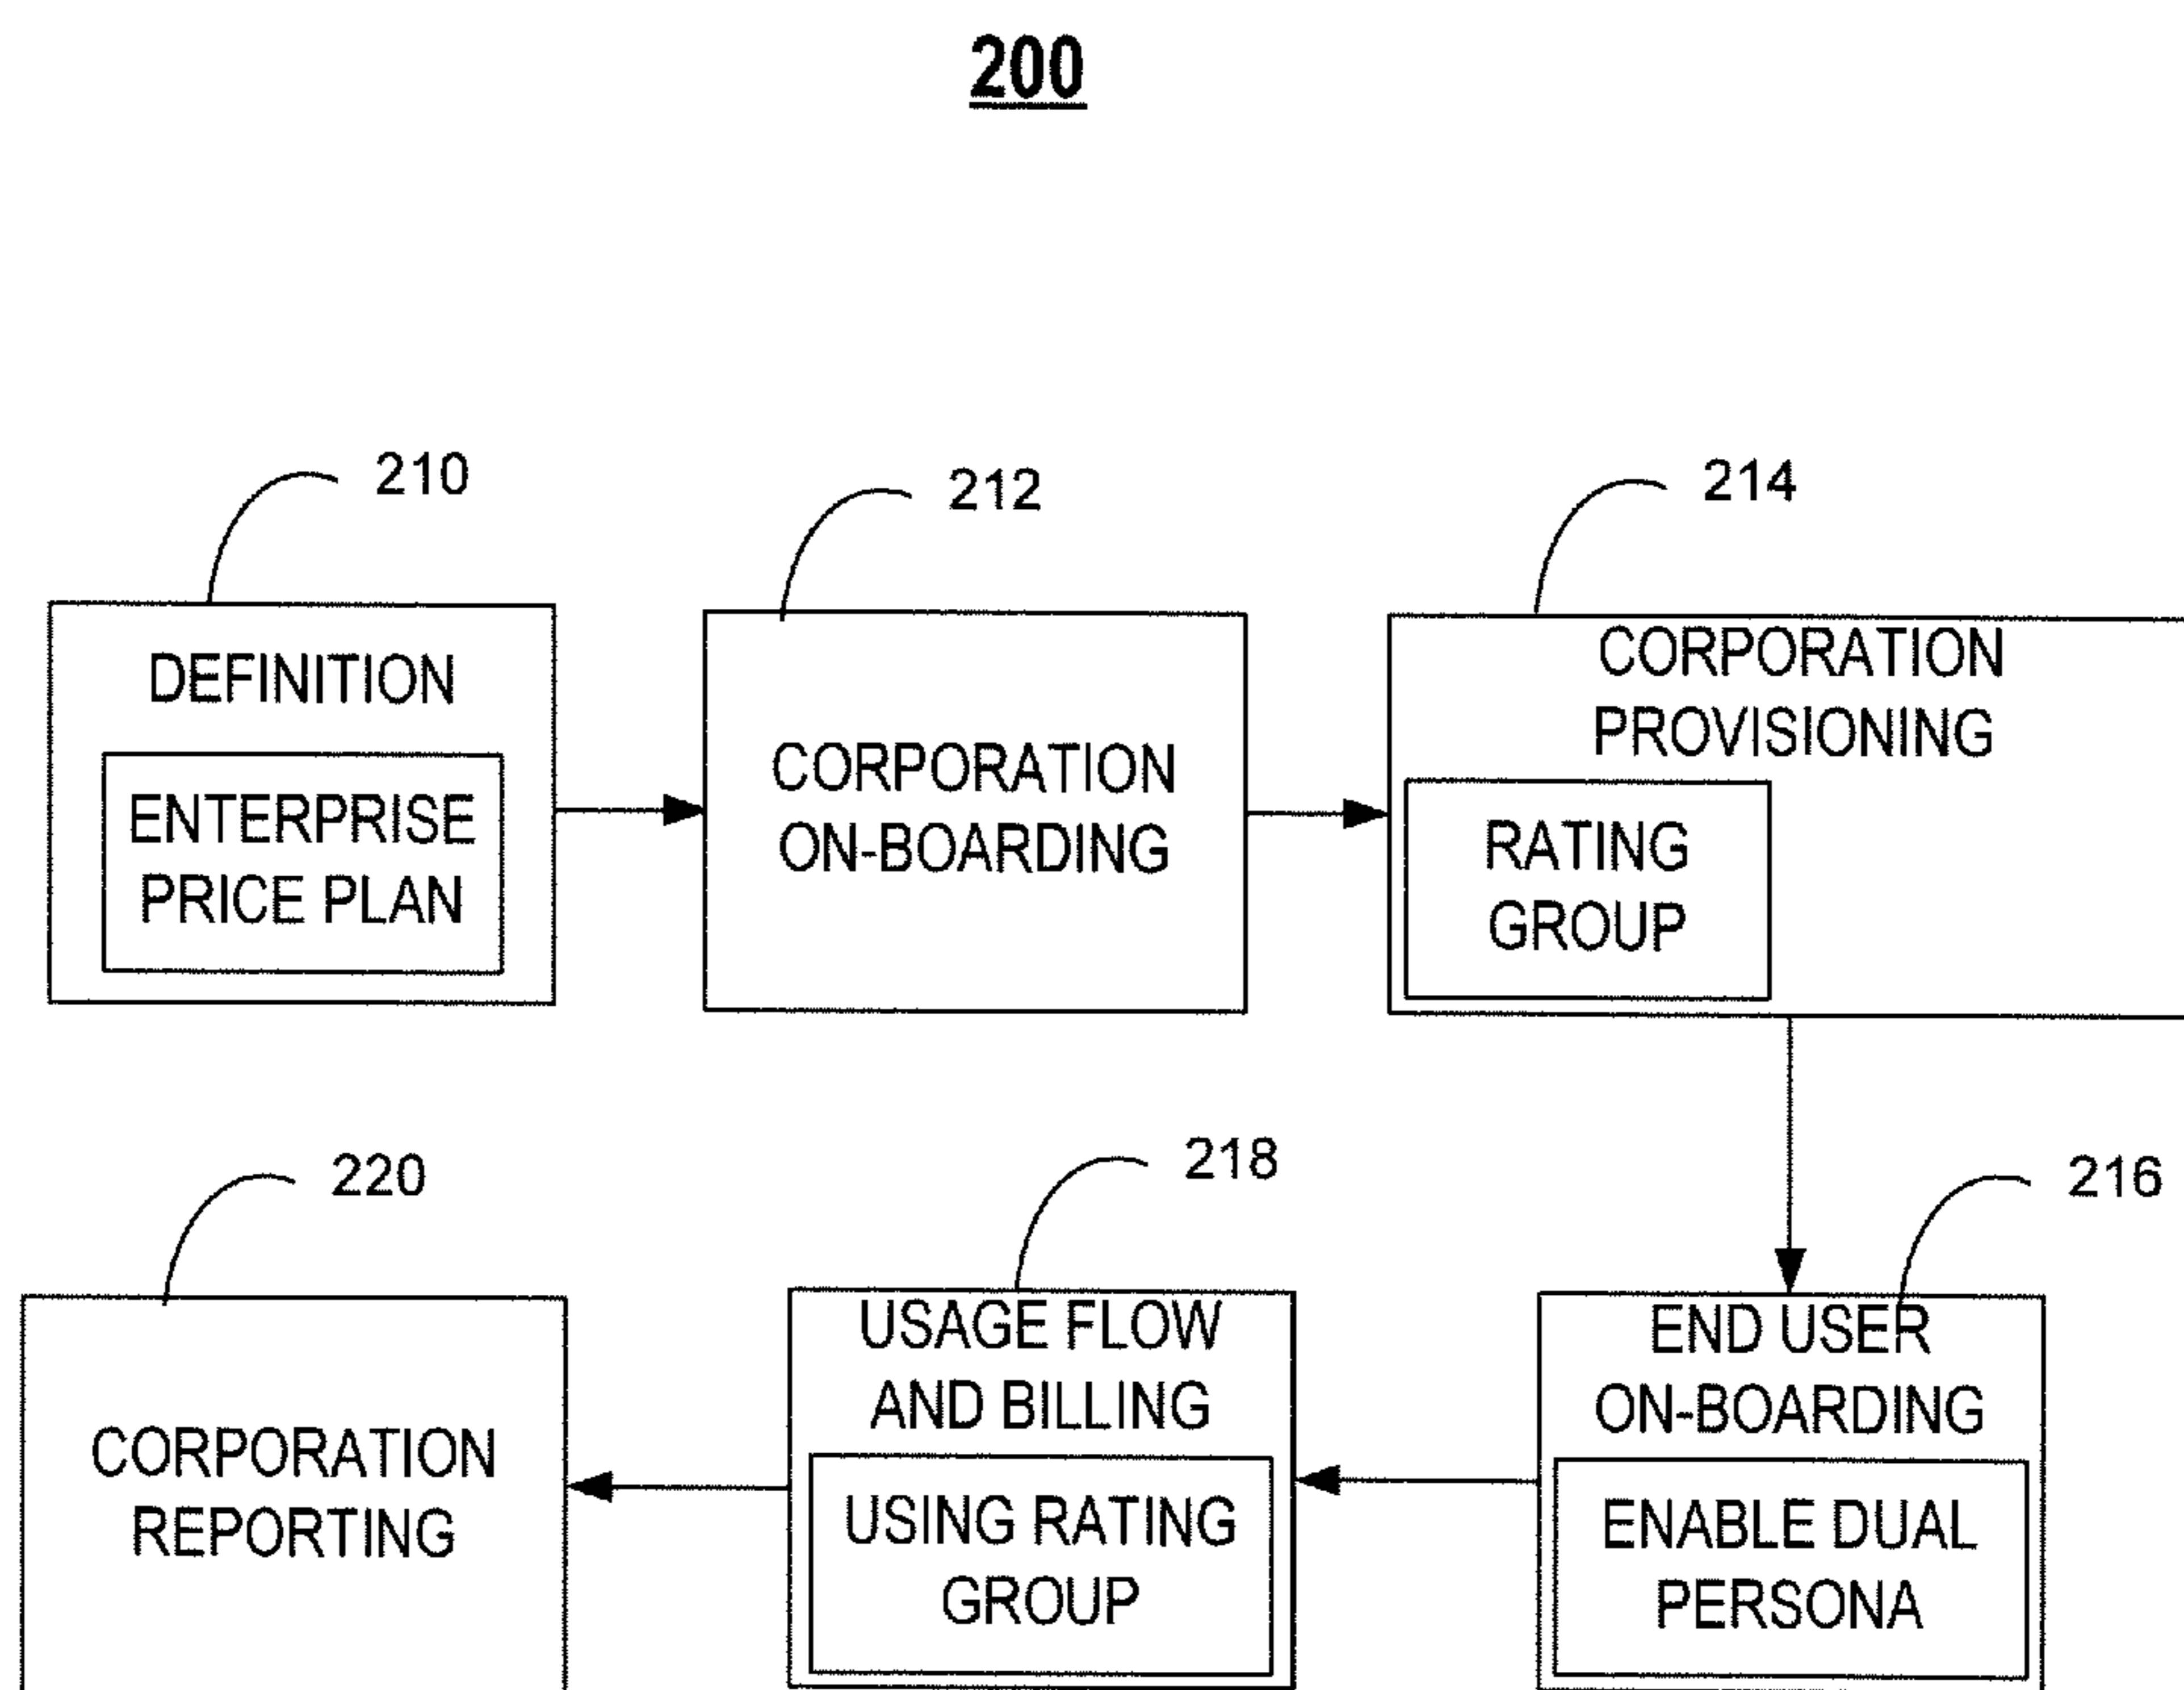 200
210
212
214
DEFINITION
ENTERPRISE
PRICE PLAN
CORPORATION
ON-BOARDING
CORPORATION
PROVISIONING
RATING
GROUP
220
218
216
CORPORATION
REPORTING
USAGE FLOW
AND BILLING
USING RATING
GROUP
END USER
ON-BOARDING
ENABLE DUAL
PERSONA